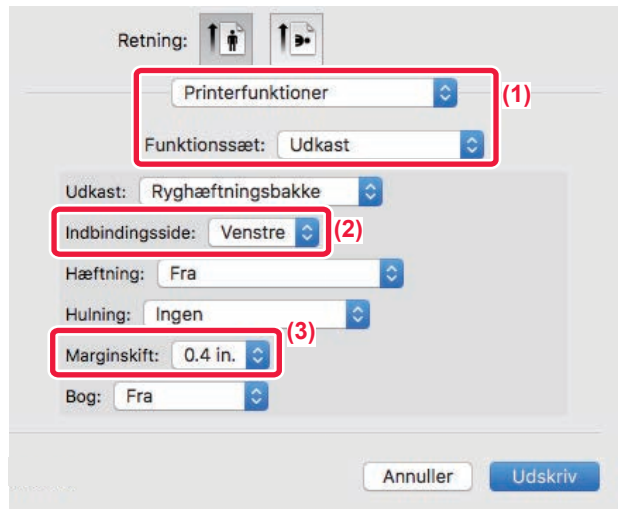 Retning:
Printerfunktioner
(1)
Funktionssæt: Udkast
Udkast: Ryghæftningsbakke
Indbindingsside: Venstre (2)
Hæftning: Fra
Hulning: Ingen
(3)
Marginskift: 0.4 in.
Bog: Fra
Annuller Udskriv